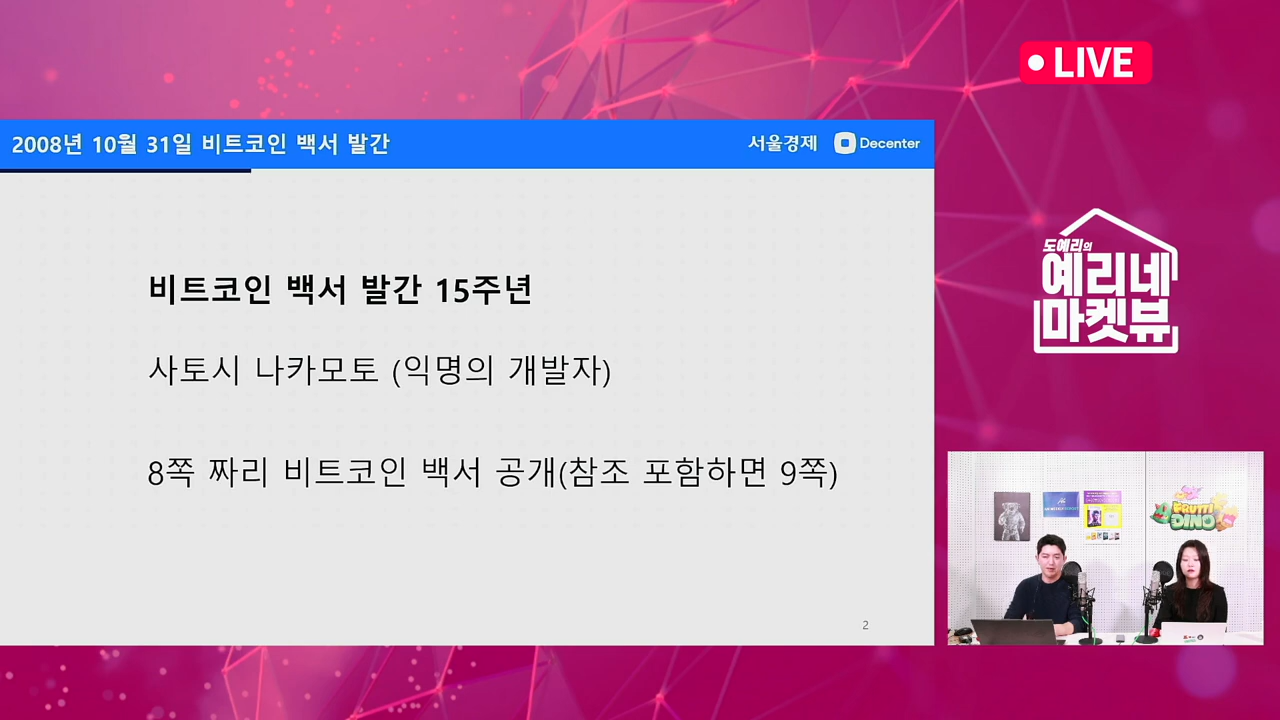 LIVE
2008년 10월 31일 비트코인 백서 발간
서울경제 Decenter
비트코인 백서 발간 15주년
사토시 나카모토 (익명의 개발자)
8쪽 짜리 비트코인 백서 공개(참조 포함하면 9쪽)
2
도예리의
예리네
마켓뷰
FRUTTI
DINO